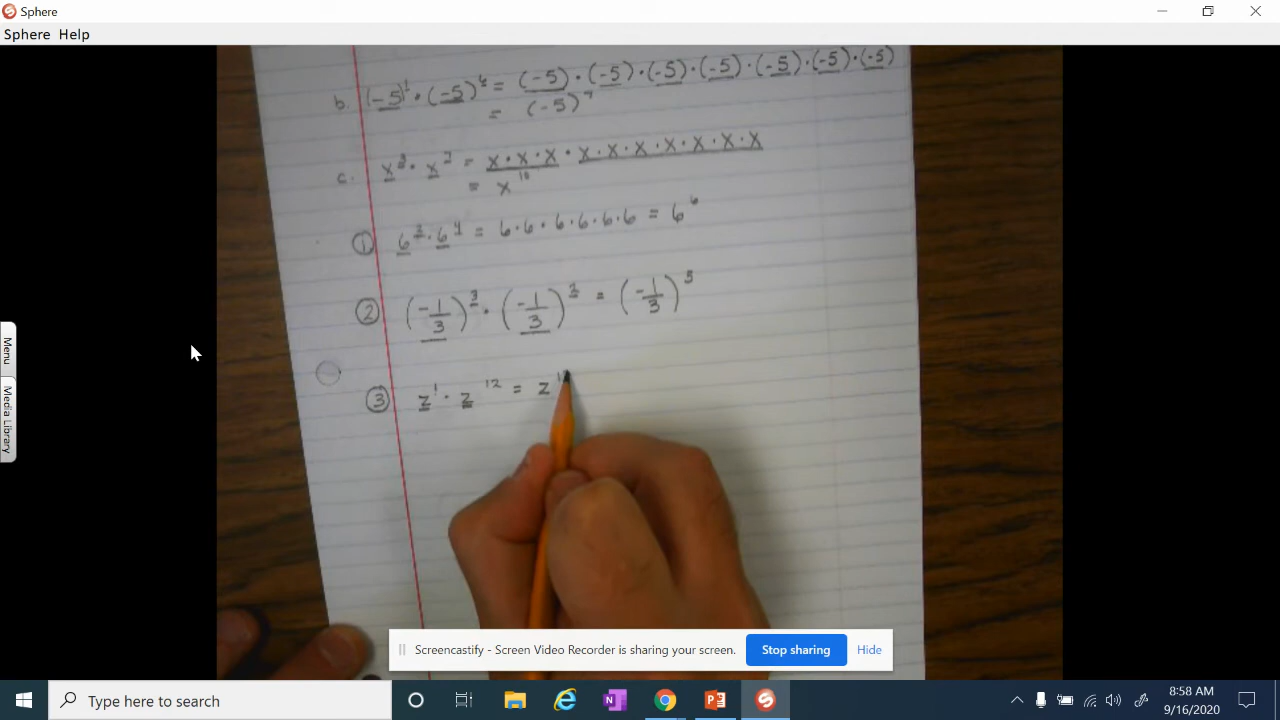 Sphere
Sphere Help
b. (-5)¹ · (-5)⁶ = (-5) · (-5) · (-5) · (-5) · (-5) · (-5) · (-5)
= (-5)⁷
c. x³ · x⁷ = x · x · x · x · x · x · x · x · x · x
= x¹⁰
① 6² · 6⁴ = 6 · 6 · 6 · 6 · 6 · 6 = 6⁶
② (-1/3)³ · (-1/3)² = (-1/3)⁵
③ z¹ · z¹² = z
Menu
Media Library
Screencastify - Screen Video Recorder is sharing your screen.
Stop sharing
Hide
Type here to search
8:58 AM
9/16/2020